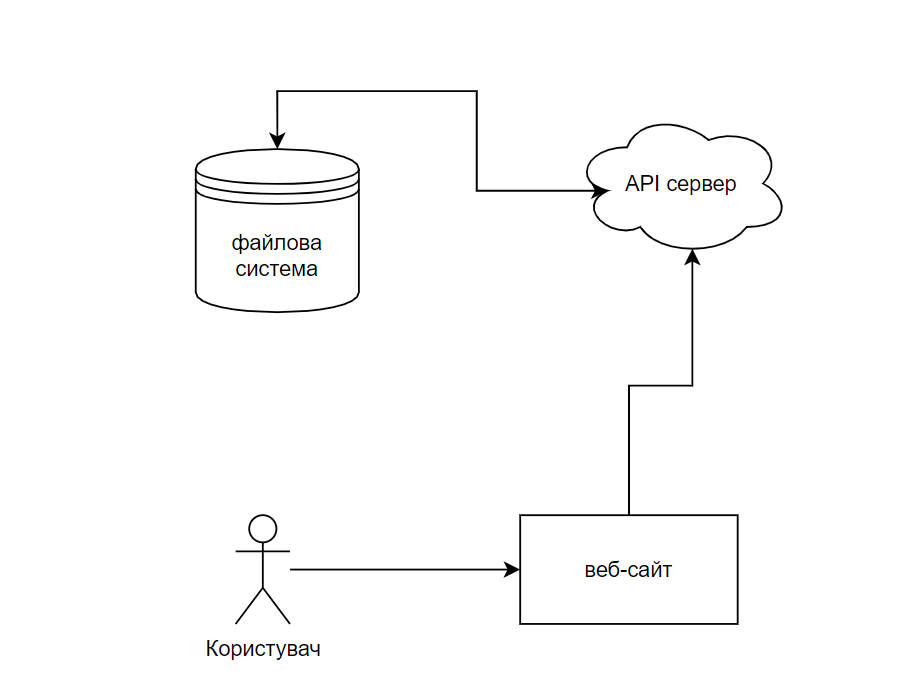 API сервер
файлова
система
веб-сайт
Користувач